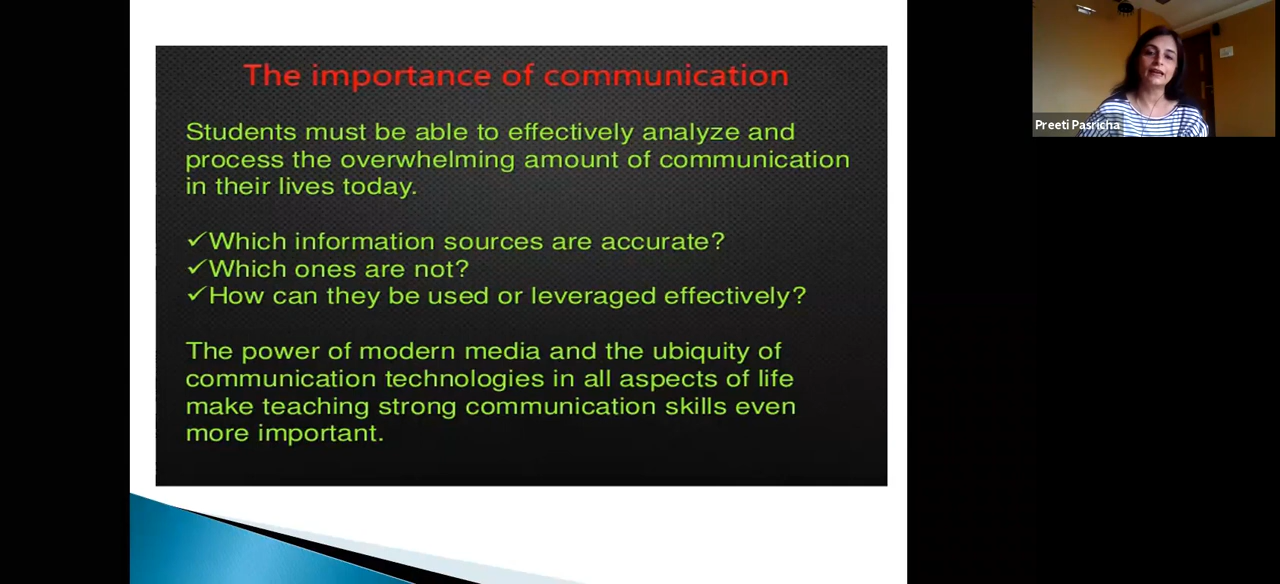 The importance of communication
Students must be able to effectively analyze and
process the overwhelming amount of communication
in their lives today.
✓Which information sources are accurate?
✓Which ones are not?
✓How can they be used or leveraged effectively?
The power of modern media and the ubiquity of
communication technologies in all aspects of life
make teaching strong communication skills even
more important.
Preeti Pasricha